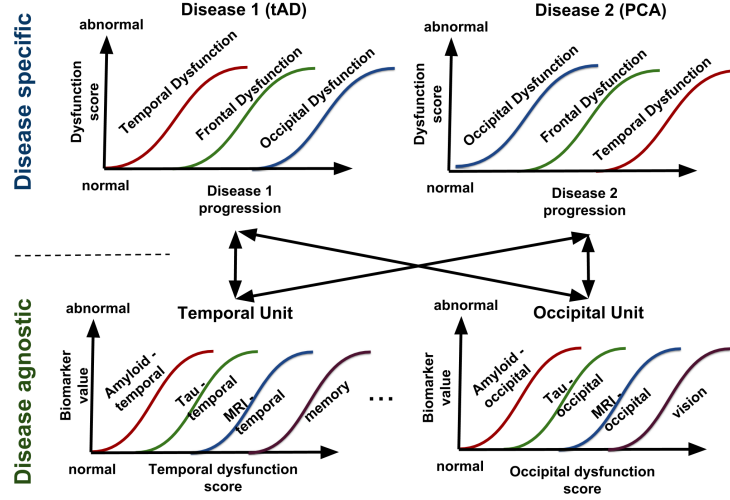 Disease specific
Disease 1 (tAD)
abnormal
Dysfunction
score
Temporal Dysfunction
Frontal Dysfunction
Occipital Dysfunction
normal
Disease 1
progression
Disease 2 (PCA)
abnormal
Dysfunction
score
Occipital Dysfunction
Frontal Dysfunction
Temporal Dysfunction
normal
Disease 2
progression
Disease agnostic
abnormal
Temporal Unit
Biomarker
value
Amyloid -
temporal
Tau -
temporal
MRI -
temporal
memory
normal
Temporal dysfunction
score
...
abnormal
Occipital Unit
Biomarker
value
Amyloid -
occipital
Tau -
occipital
MRI -
occipital
vision
normal
Occipital dysfunction
score